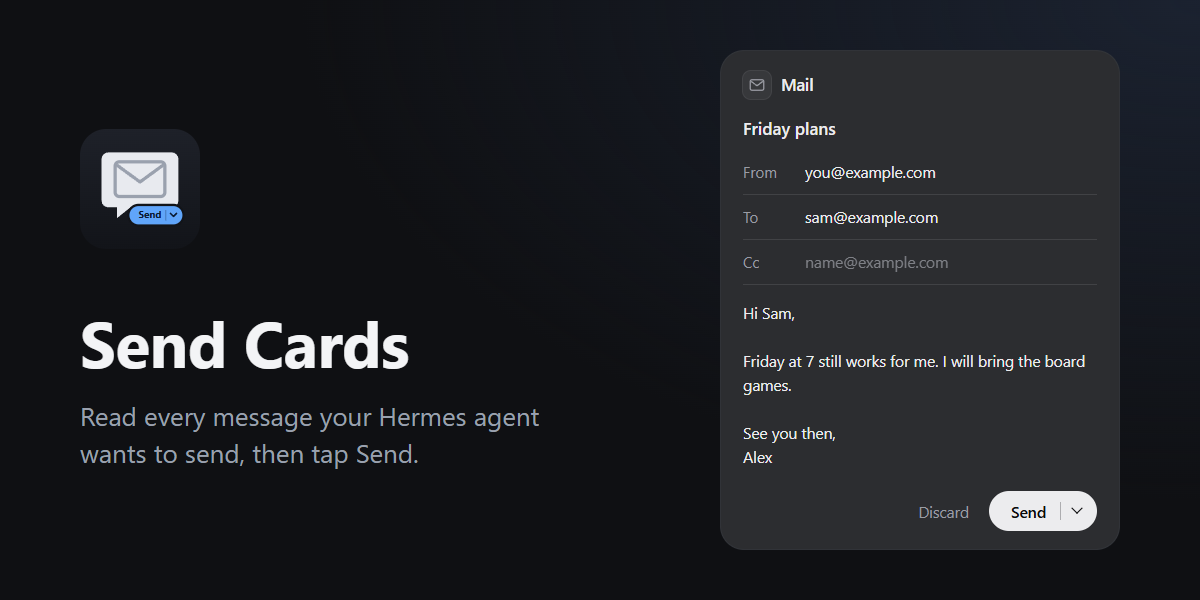 Send
Send Cards
Read every message your Hermes agent
wants to send, then tap Send.
Mail
Friday plans
From you@example.com
To sam@example.com
Cc name@example.com
Hi Sam,
Friday at 7 still works for me. I will bring the board
games.
See you then,
Alex
Discard Send